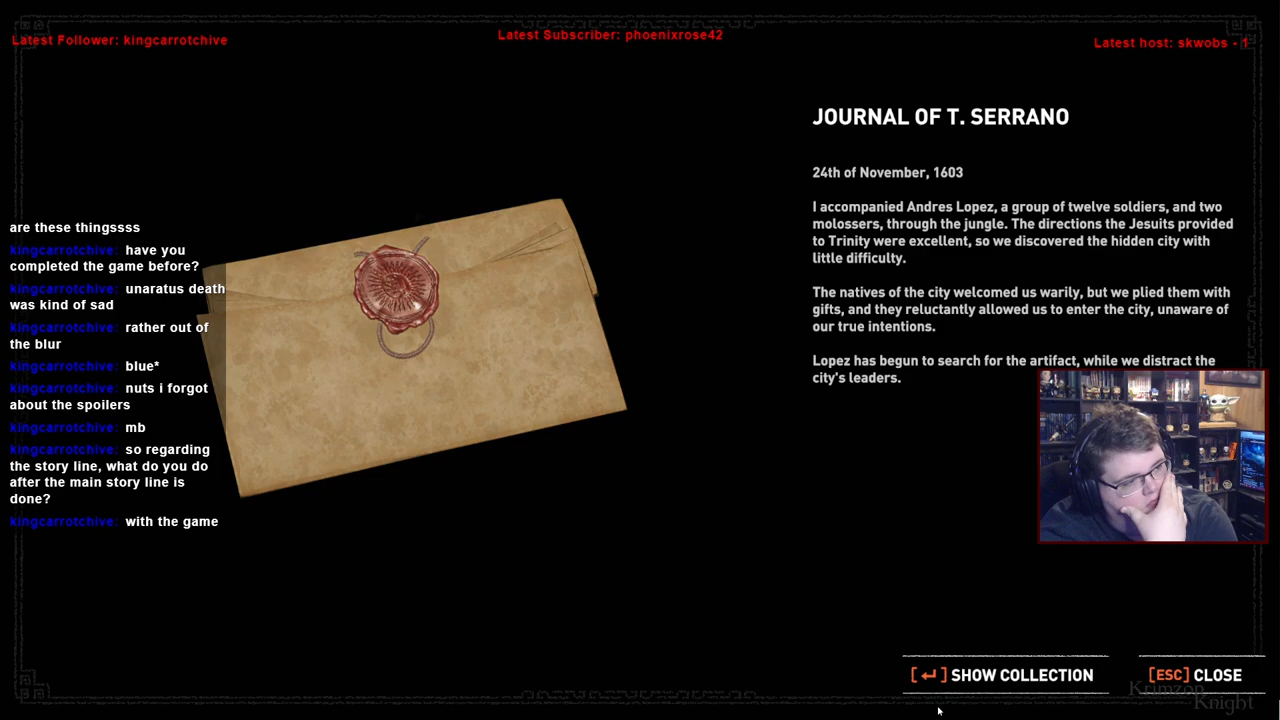 Latest Follower: kingcarrotchive
Latest Subscriber: phoenixrose42
Latest host: skwobs - 1
are these thingssss
kingcarrotchive: have you
completed the game before?
kingcarrotchive: unaratus death
was kind of sad
kingcarrotchive: rather out of
the blur
kingcarrotchive: blue*
kingcarrotchive: nuts i forgot
about the spoilers
kingcarrotchive: mb
kingcarrotchive: so regarding
the story line, what do you do
after the main story line is
done?
kingcarrotchive: with the game
JOURNAL OF T. SERRANO
24th of November, 1603
I accompanied Andres Lopez, a group of twelve soldiers, and two
molossers, through the jungle. The directions the Jesuits provided
to Trinity were excellent, so we discovered the hidden city with
little difficulty.
The natives of the city welcomed us warily, but we plied them with
gifts, and they reluctantly allowed us to enter the city, unaware of
our true intentions.
Lopez has begun to search for the artifact, while we distract the
city's leaders.
[↵] SHOW COLLECTION
[ESC] CLOSE
Krimzon
Knight